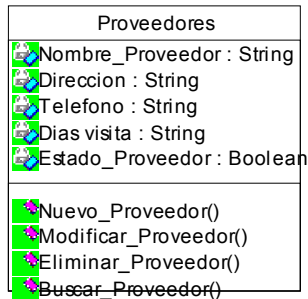 Proveedores
Nombre_Proveedor : String
Direccion : String
Telefono : String
Dias visita : String
Estado_Proveedor : Boolean
Nuevo_Proveedor()
Modificar_Proveedor()
Eliminar_Proveedor()
Buscar_Proveedor()